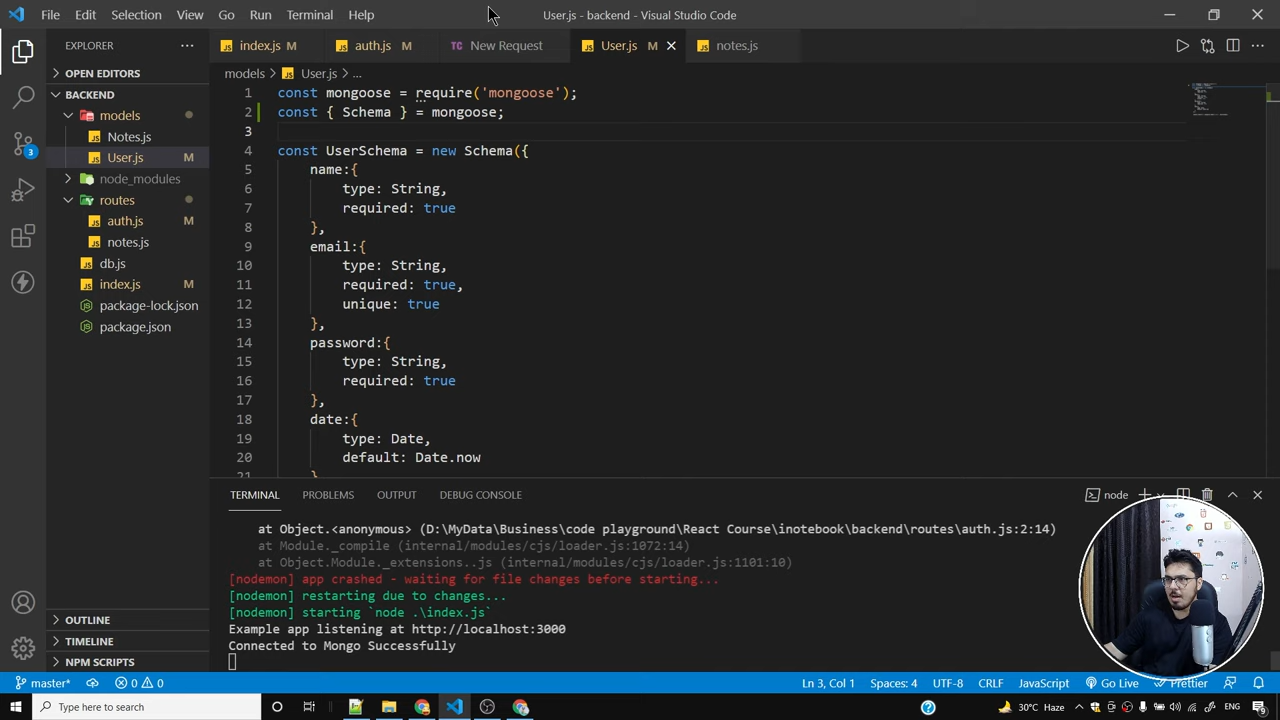 File Edit Selection View Go Run Terminal Help User.js - backend - Visual Studio Code
EXPLORER
index.js M auth.js M New Request User.js M notes.js
OPEN EDITORS
BACKEND
models
Notes.js
User.js M
node_modules
routes
auth.js M
notes.js
db.js
index.js M
package-lock.json
package.json
OUTLINE
TIMELINE
NPM SCRIPTS
3
models > User.js > ...
1 const mongoose = require('mongoose');
2 const { Schema } = mongoose;
3
4 const UserSchema = new Schema({
5 name:{
6 type: String,
7 required: true
8 },
9 email:{
10 type: String,
11 required: true,
12 unique: true
13 },
14 password:{
15 type: String,
16 required: true
17 },
18 date:{
19 type: Date,
20 default: Date.now
21 }
TERMINAL PROBLEMS OUTPUT DEBUG CONSOLE node
at Object.<anonymous> (D:\MyData\Business\code playground\React Course\inotebook\backend\routes\auth.js:2:14)
at Module._compile (internal/modules/cjs/loader.js:1072:14)
at Object.Module._extensions..js (internal/modules/cjs/loader.js:1101:10)
[nodemon] app crashed - waiting for file changes before starting...
[nodemon] restarting due to changes...
[nodemon] starting `node .\index.js`
Example app listening at http://localhost:3000
Connected to Mongo Successfully
master* 0 0 Ln 3, Col 1 Spaces: 4 UTF-8 CRLF JavaScript Go Live Prettier
Type here to search 30°C Haze